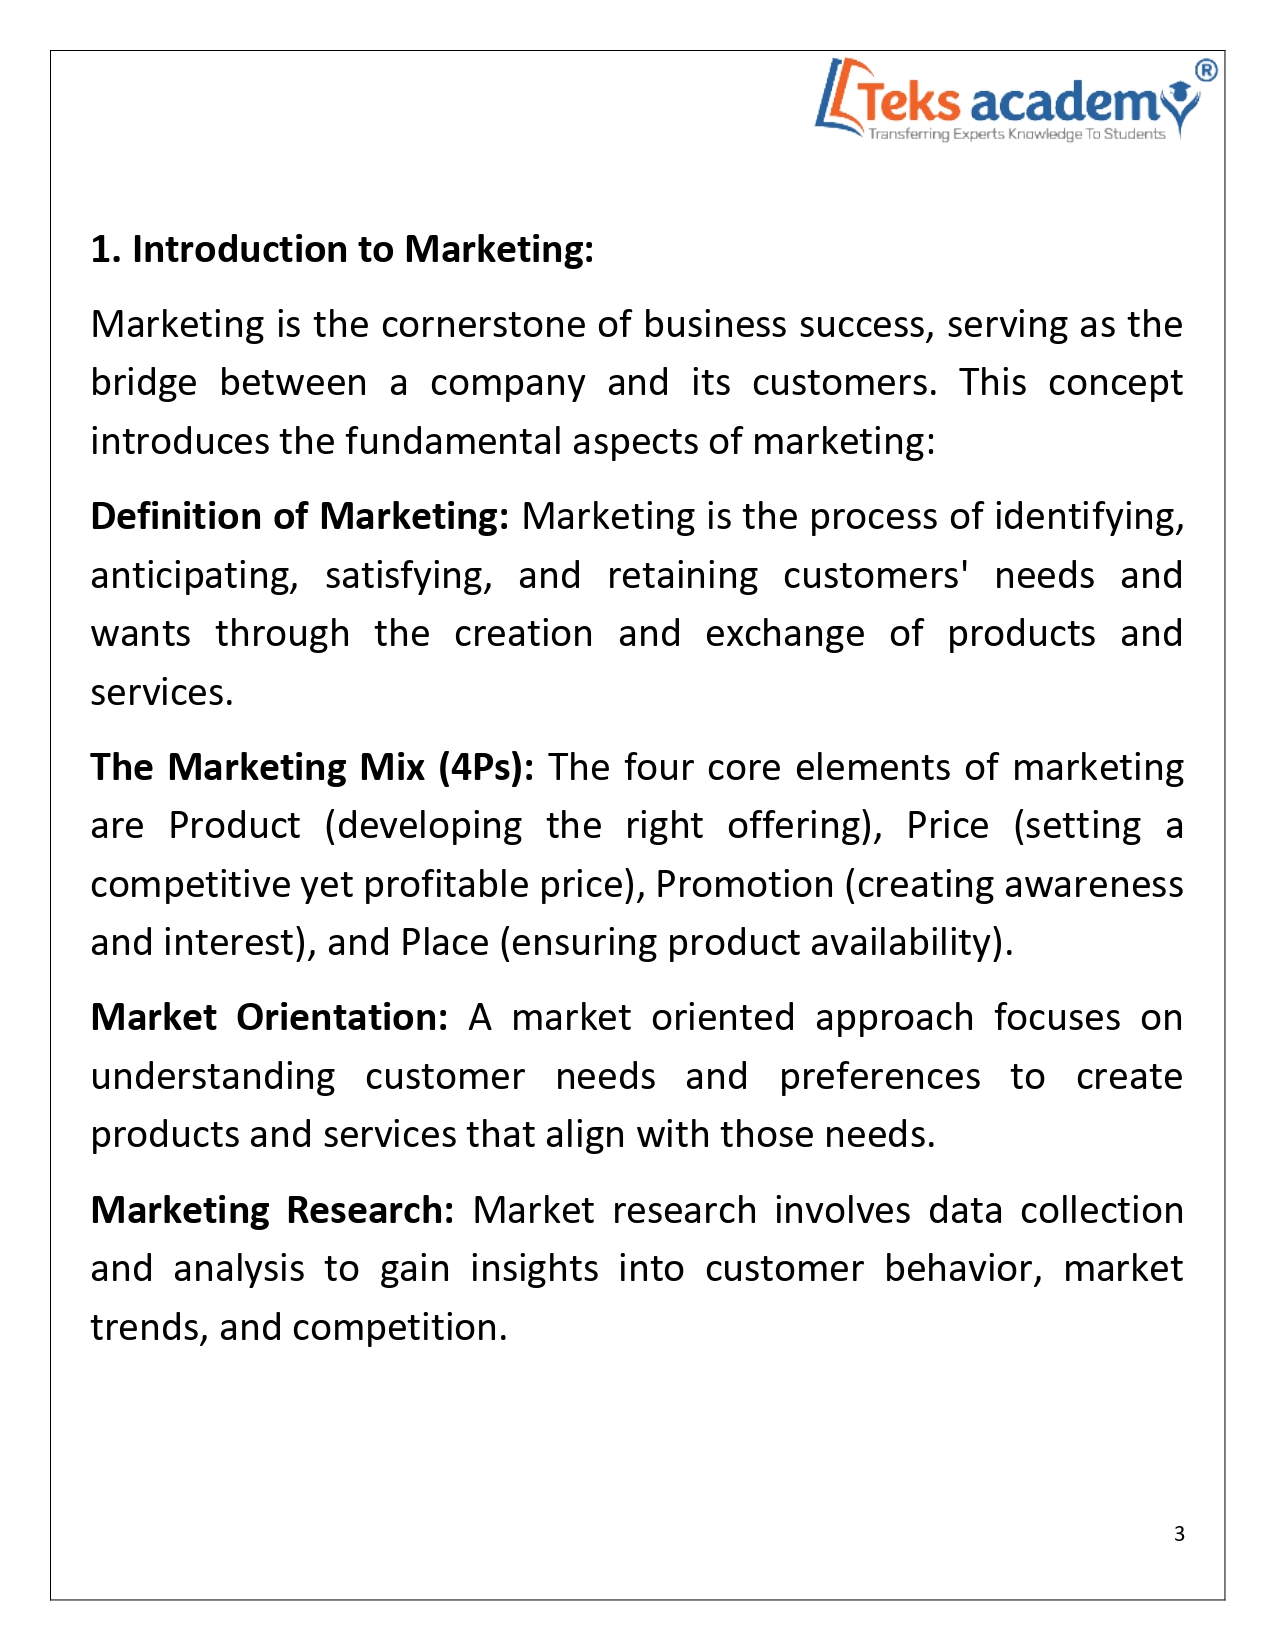 Teks academy®
Transferring Experts Knowledge To Students
1. Introduction to Marketing:
Marketing is the cornerstone of business success, serving as the
bridge between a company and its customers. This concept
introduces the fundamental aspects of marketing:
Definition of Marketing: Marketing is the process of identifying,
anticipating, satisfying, and retaining customers' needs and
wants through the creation and exchange of products and
services.
The Marketing Mix (4Ps): The four core elements of marketing
are Product (developing the right offering), Price (setting a
competitive yet profitable price), Promotion (creating awareness
and interest), and Place (ensuring product availability).
Market Orientation: A market oriented approach focuses on
understanding customer needs and preferences to create
products and services that align with those needs.
Marketing Research: Market research involves data collection
and analysis to gain insights into customer behavior, market
trends, and competition.
3